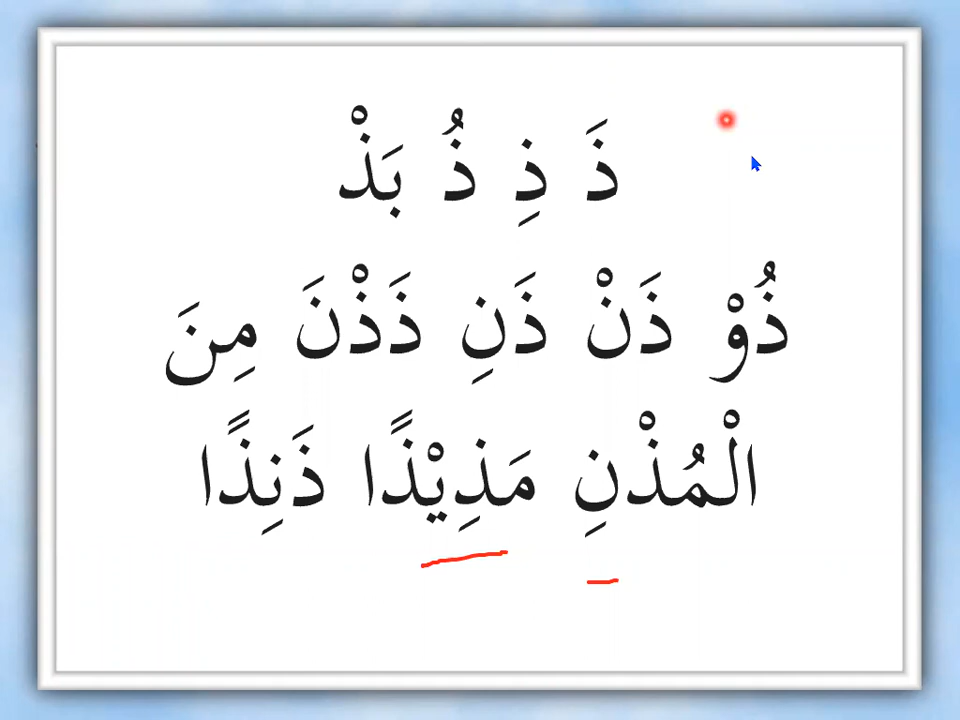 ذَ ذِ ذُ بَذْ
ذُوْ ذَنْ ذَنِ ذَذْنَ مِنَ
الْمُذْنِ مَذِيْذًا ذَنِذًا